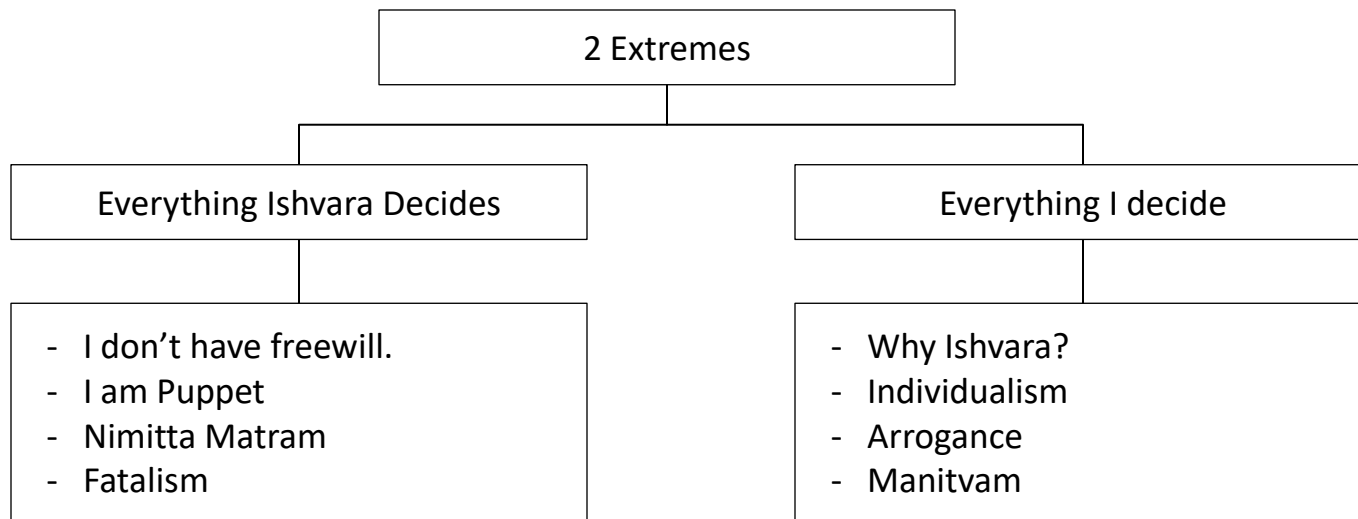 2 Extremes
Everything Ishvara Decides
- I don’t have freewill.
- I am Puppet
- Nimitta Matram
- Fatalism
Everything I decide
- Why Ishvara?
- Individualism
- Arrogance
- Manitvam